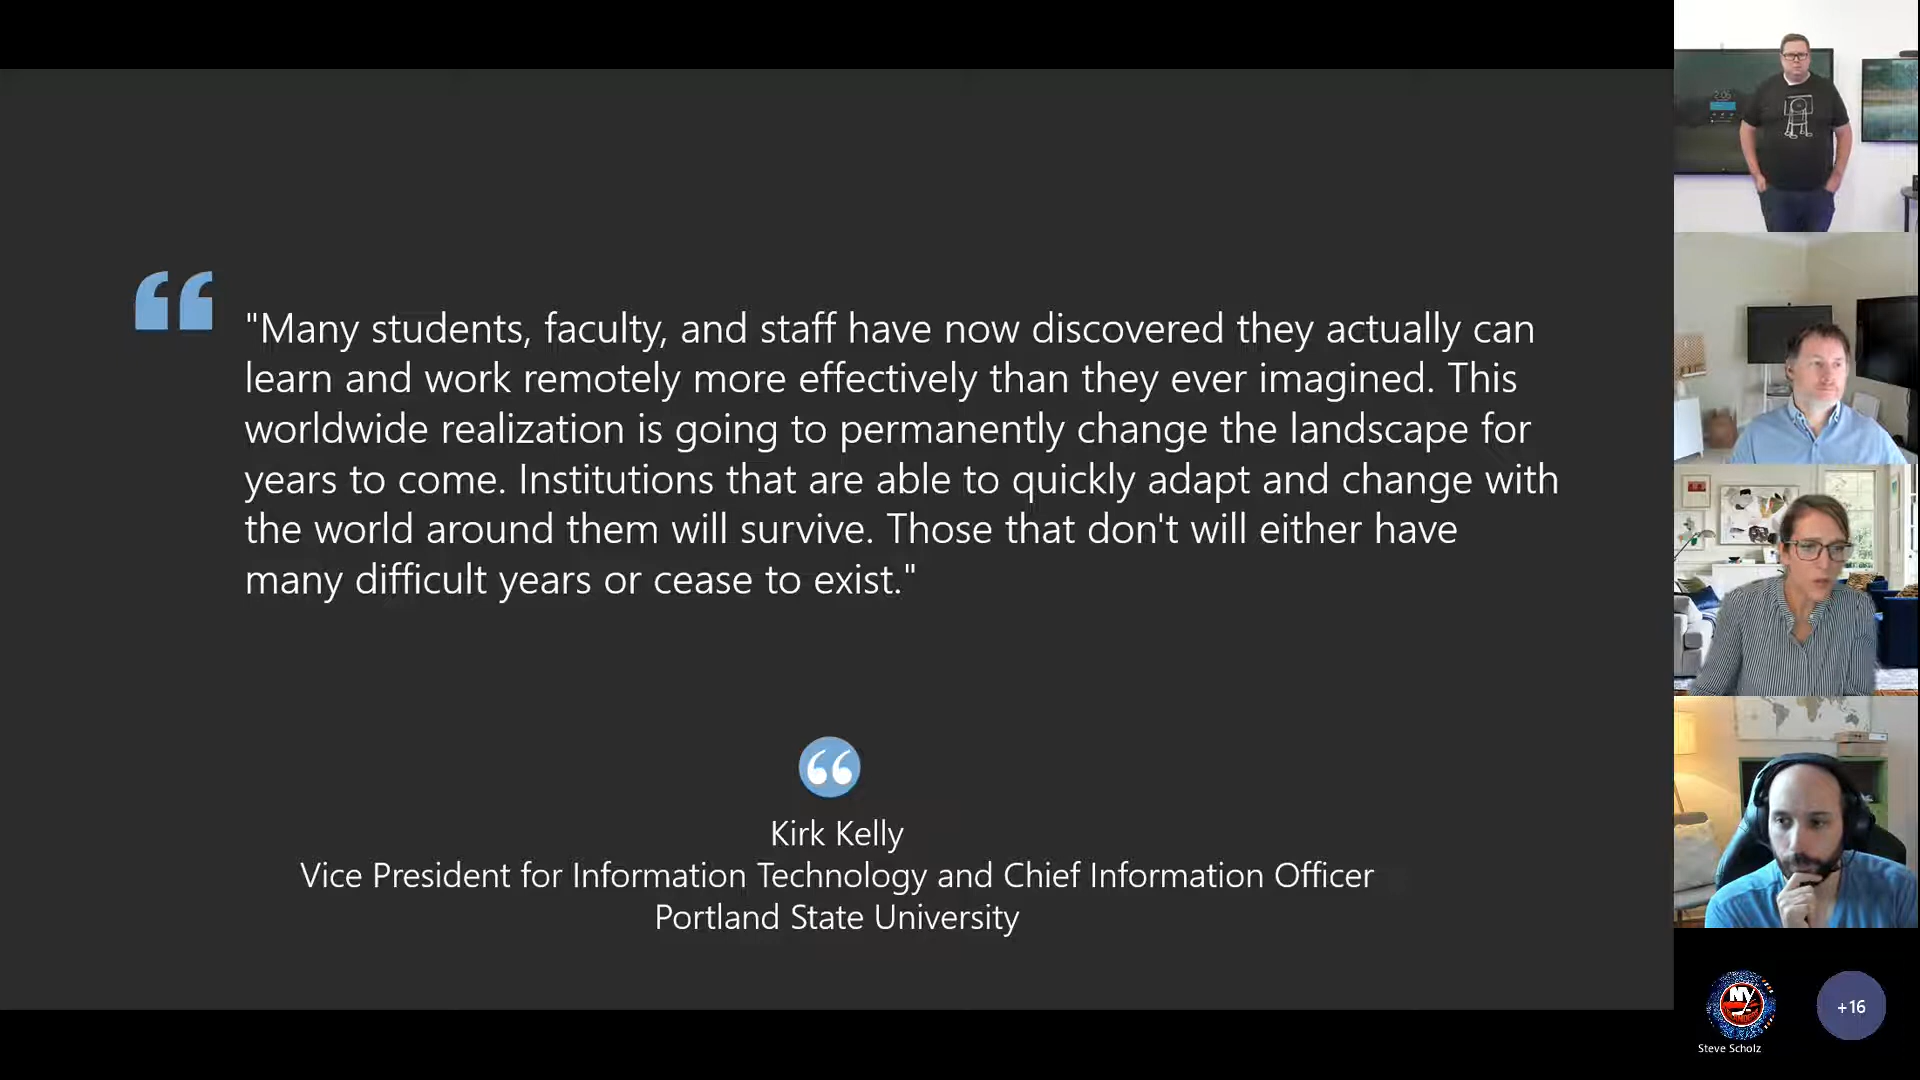 "Many students, faculty, and staff have now discovered they actually can
learn and work remotely more effectively than they ever imagined. This
worldwide realization is going to permanently change the landscape for
years to come. Institutions that are able to quickly adapt and change with
the world around them will survive. Those that don't will either have
many difficult years or cease to exist."
Kirk Kelly
Vice President for Information Technology and Chief Information Officer
Portland State University
2:05
NY
+16
Steve Scholz